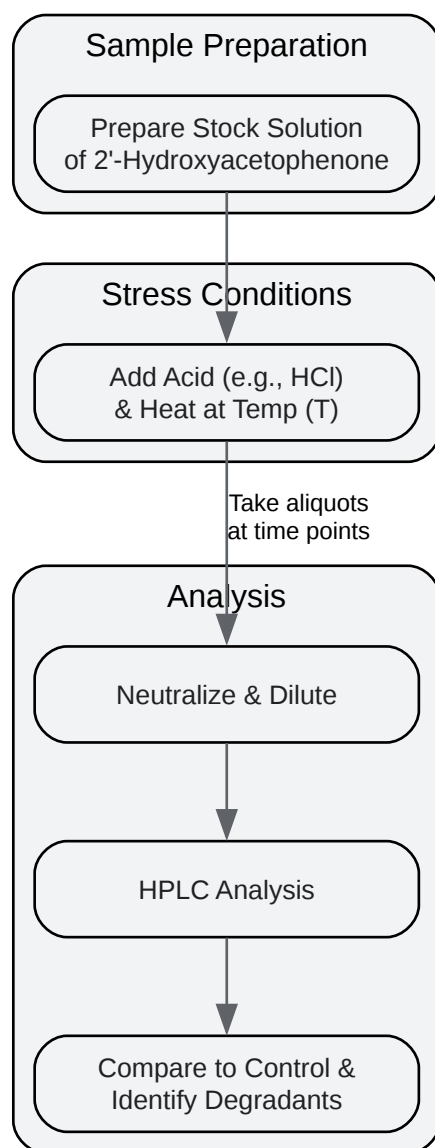 Sample Preparation
Prepare Stock Solution
of 2'-Hydroxyacetophenone
Stress Conditions
Add Acid (e.g., HCl)
& Heat at Temp (T)
Take aliquots
at time points
Analysis
Neutralize & Dilute
HPLC Analysis
Compare to Control &
Identify Degradants